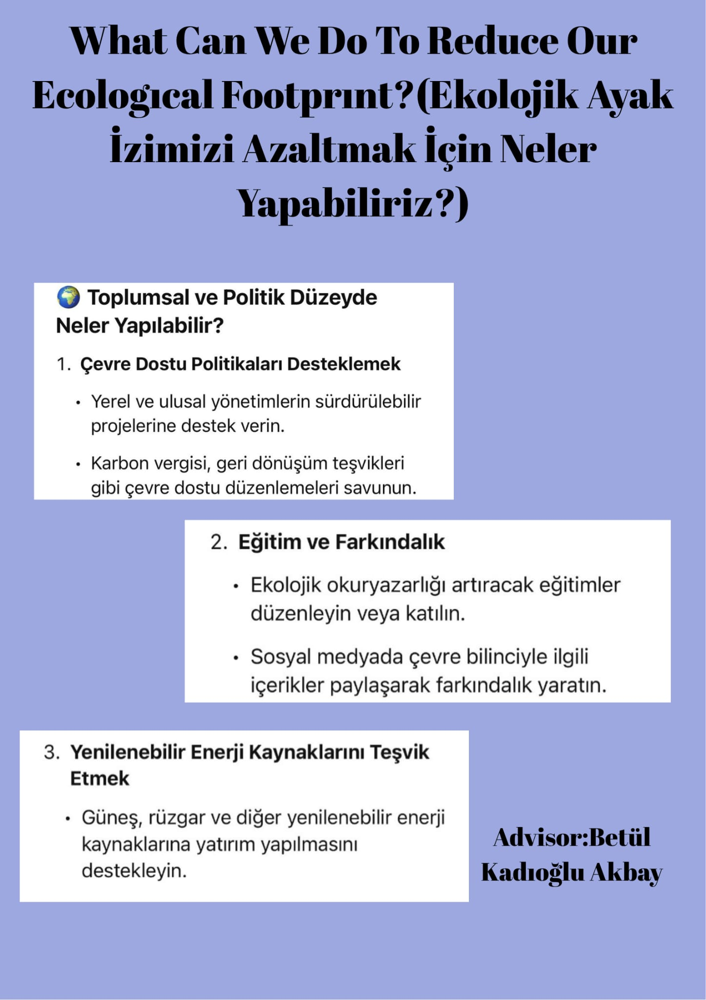 What Can We Do To Reduce Our
Ecologıcal Footprınt?(Ekolojik Ayak
İzimizi Azaltmak İçin Neler
Yapabiliriz?)
🌍 Toplumsal ve Politik Düzeyde
Neler Yapılabilir?
1. Çevre Dostu Politikaları Desteklemek
• Yerel ve ulusal yönetimlerin sürdürülebilir
projelerine destek verin.
• Karbon vergisi, geri dönüşüm teşvikleri
gibi çevre dostu düzenlemeleri savunun.
2. Eğitim ve Farkındalık
• Ekolojik okuryazarlığı artıracak eğitimler
düzenleyin veya katılın.
• Sosyal medyada çevre bilinciyle ilgili
içerikler paylaşarak farkındalık yaratın.
3. Yenilenebilir Enerji Kaynaklarını Teşvik
Etmek
• Güneş, rüzgar ve diğer yenilenebilir enerji
kaynaklarına yatırım yapılmasını
destekleyin.
Advisor:Betül
Kadıoğlu Akbay